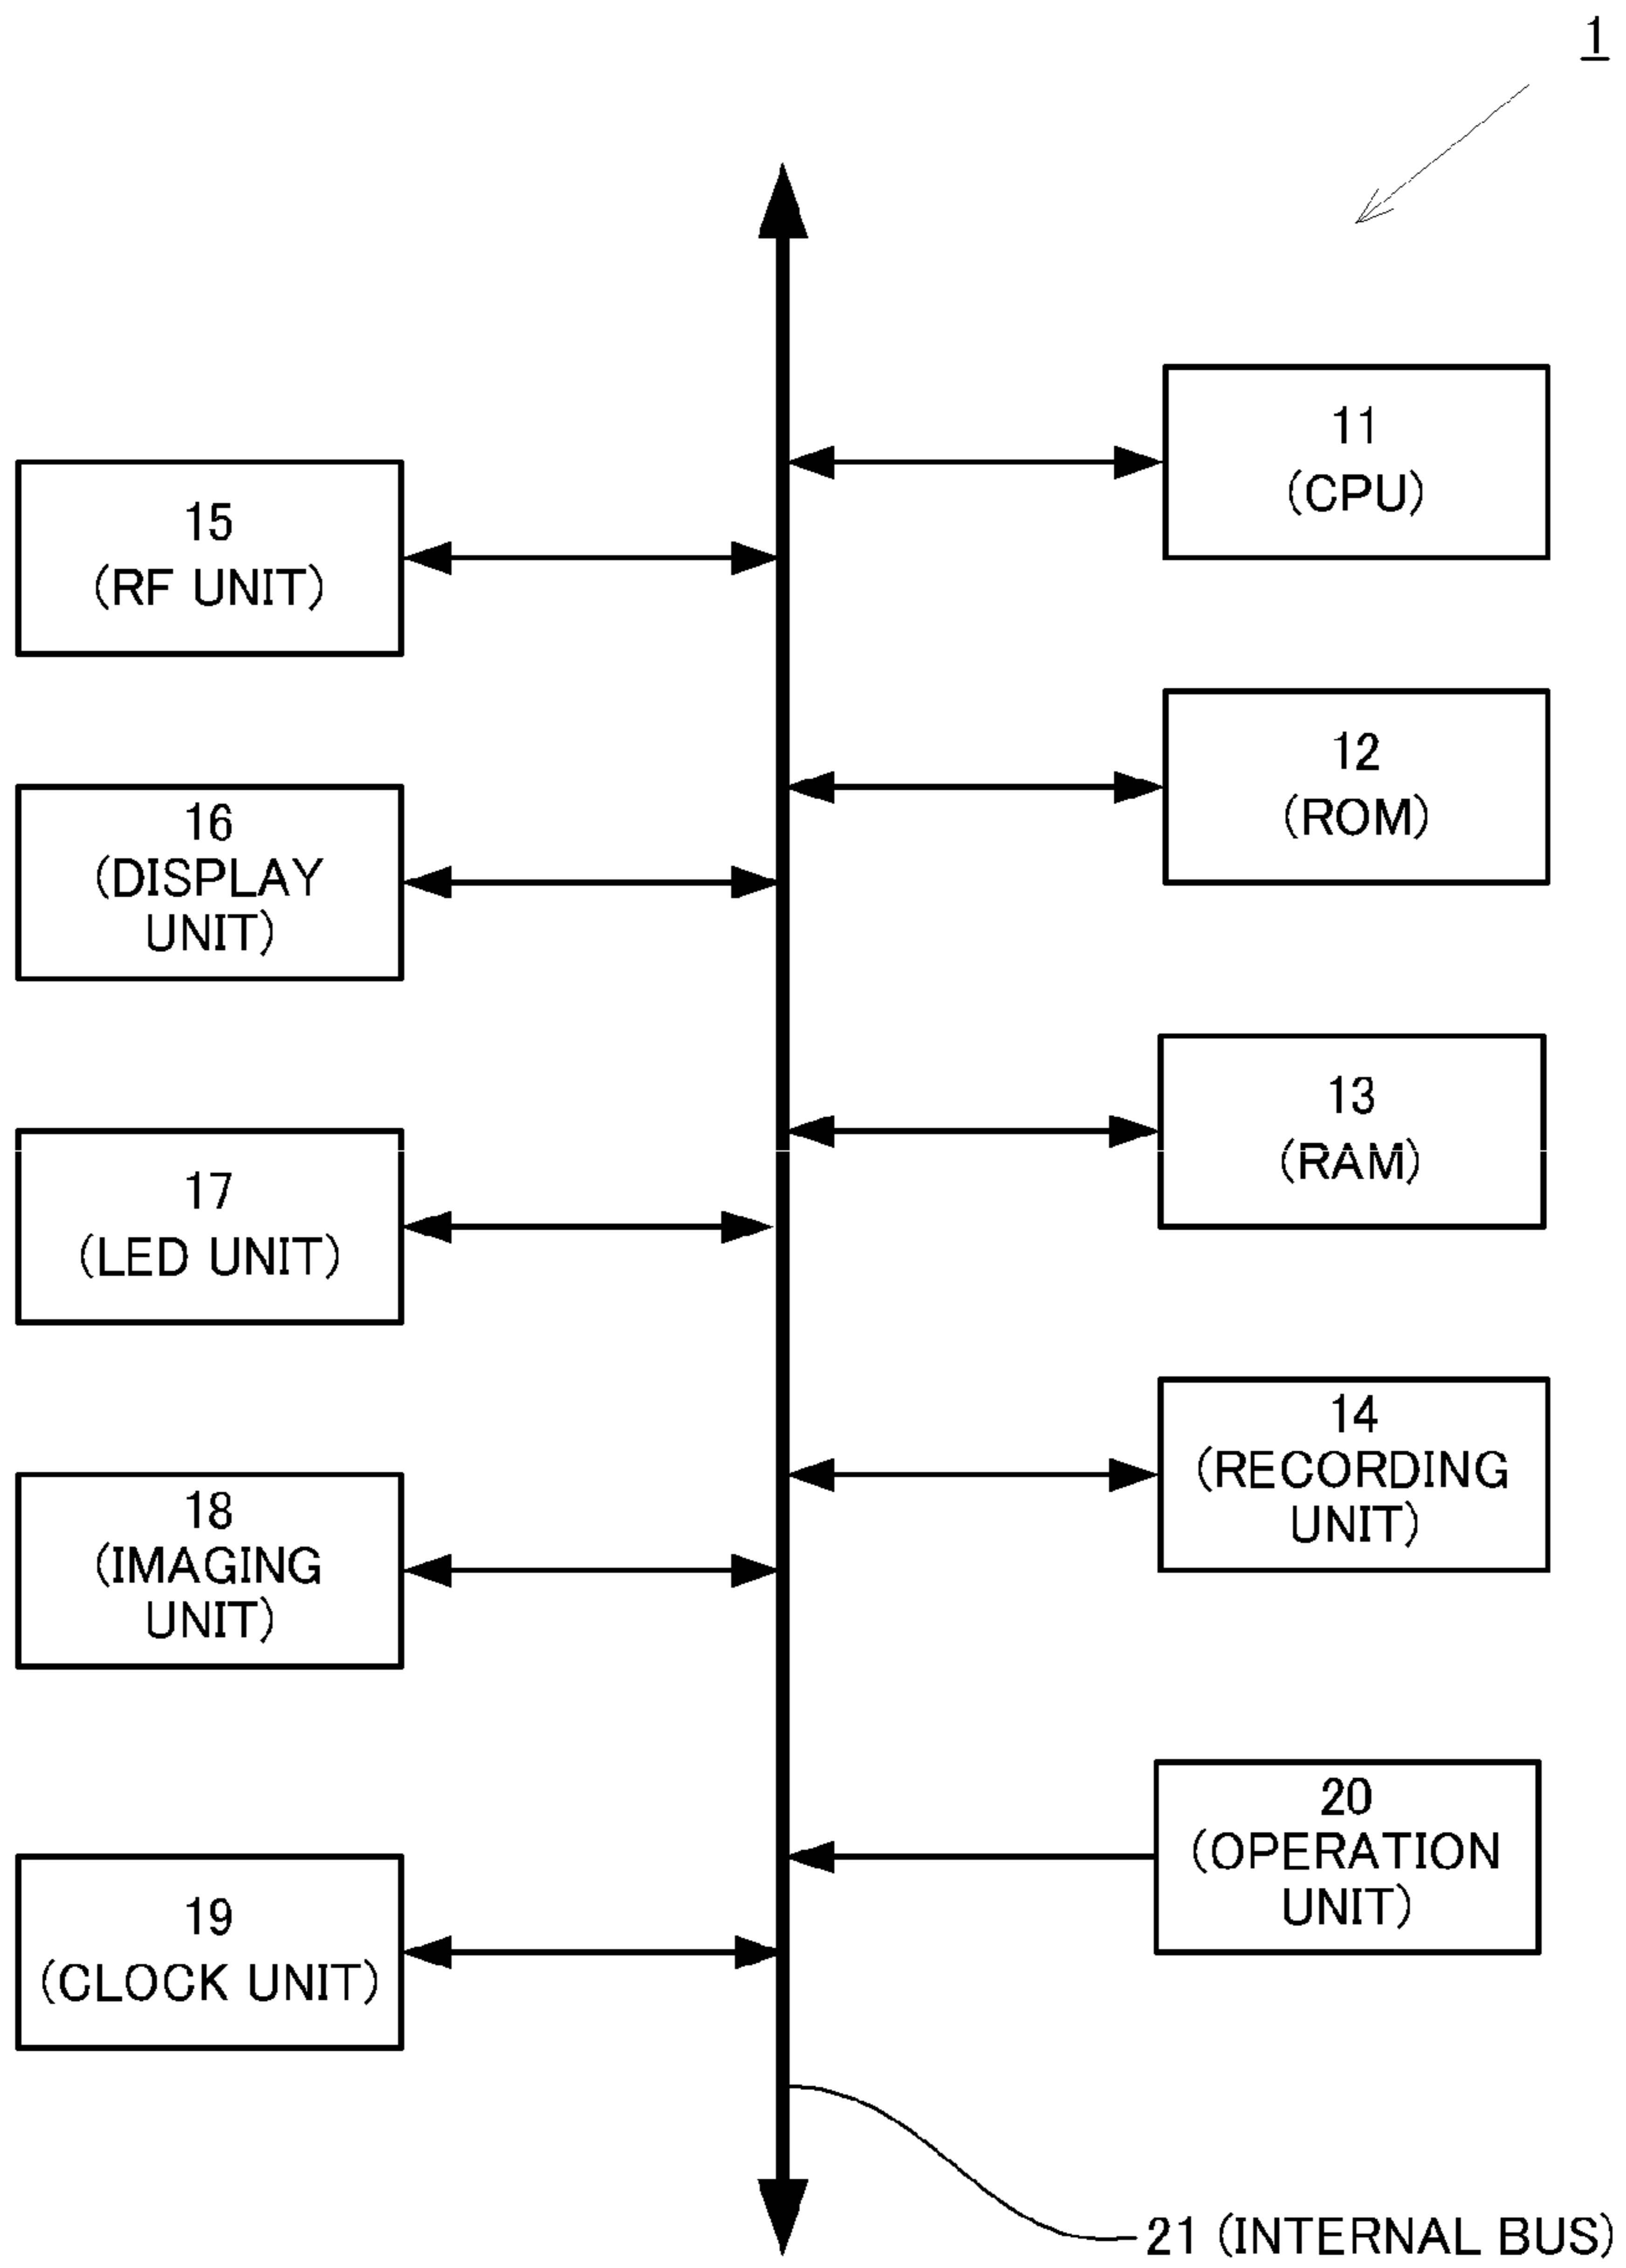 1
11
(CPU)
15
(RF UNIT)
12
(ROM)
16
(DISPLAY
UNIT)
13
(RAM)
17
(LED UNIT)
14
(RECORDING
UNIT)
18
(IMAGING
UNIT)
20
(OPERATION
UNIT)
19
(CLOCK UNIT)
21 (INTERNAL BUS)